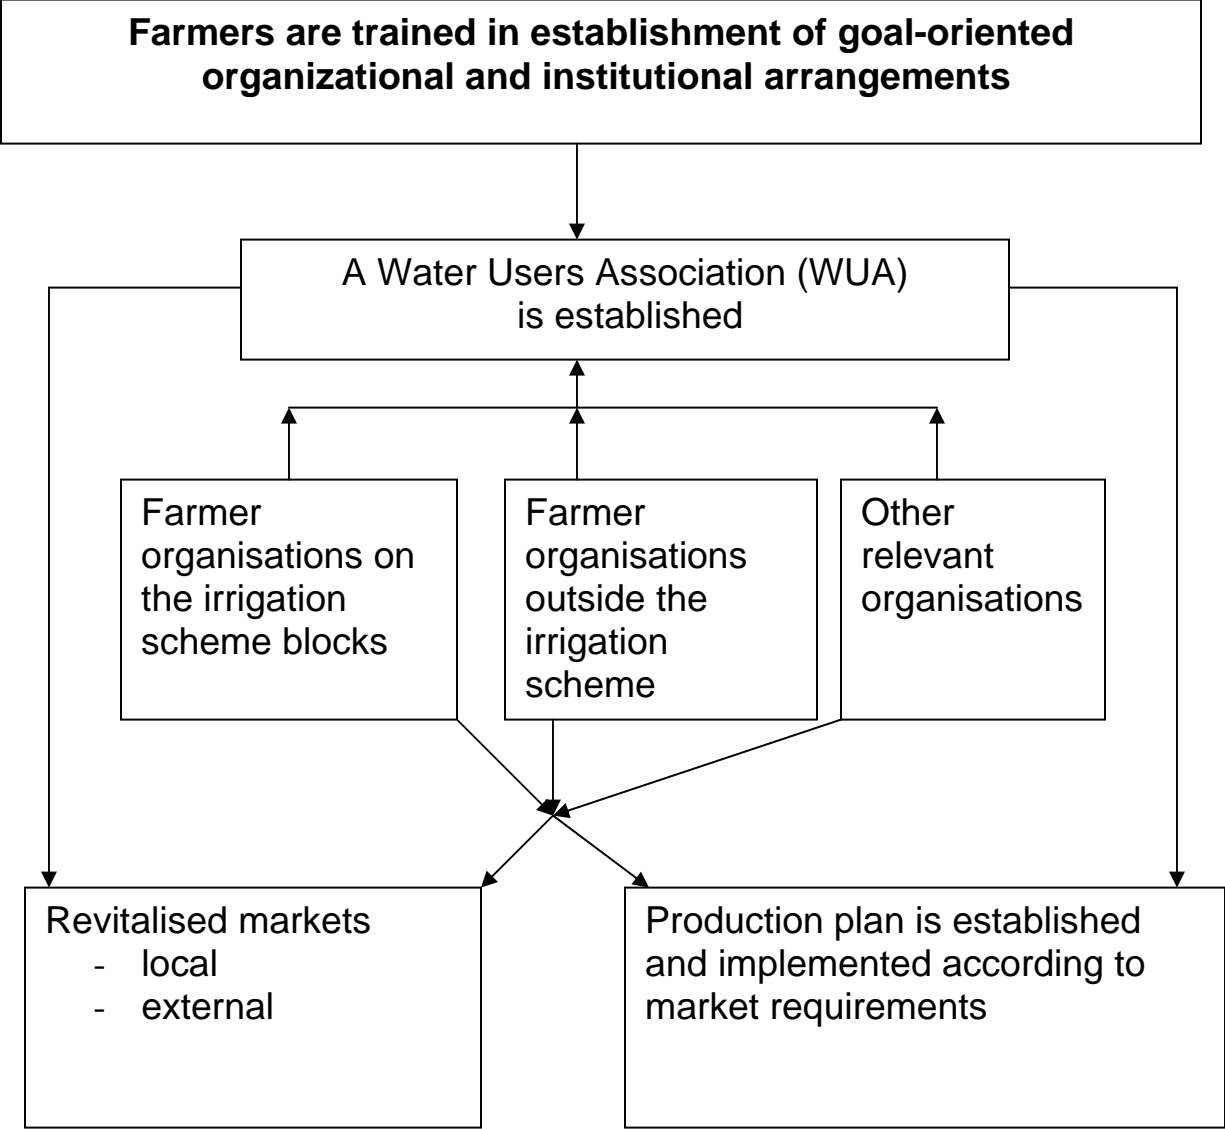 Farmers are trained in establishment of goal-oriented
organizational and institutional arrangements
A Water Users Association (WUA)
is established
Farmer
organisations on
the irrigation
scheme blocks
Farmer
organisations
outside the
irrigation
scheme
Other
relevant
organisations
Revitalised markets
- local
- external
Production plan is established
and implemented according to
market requirements